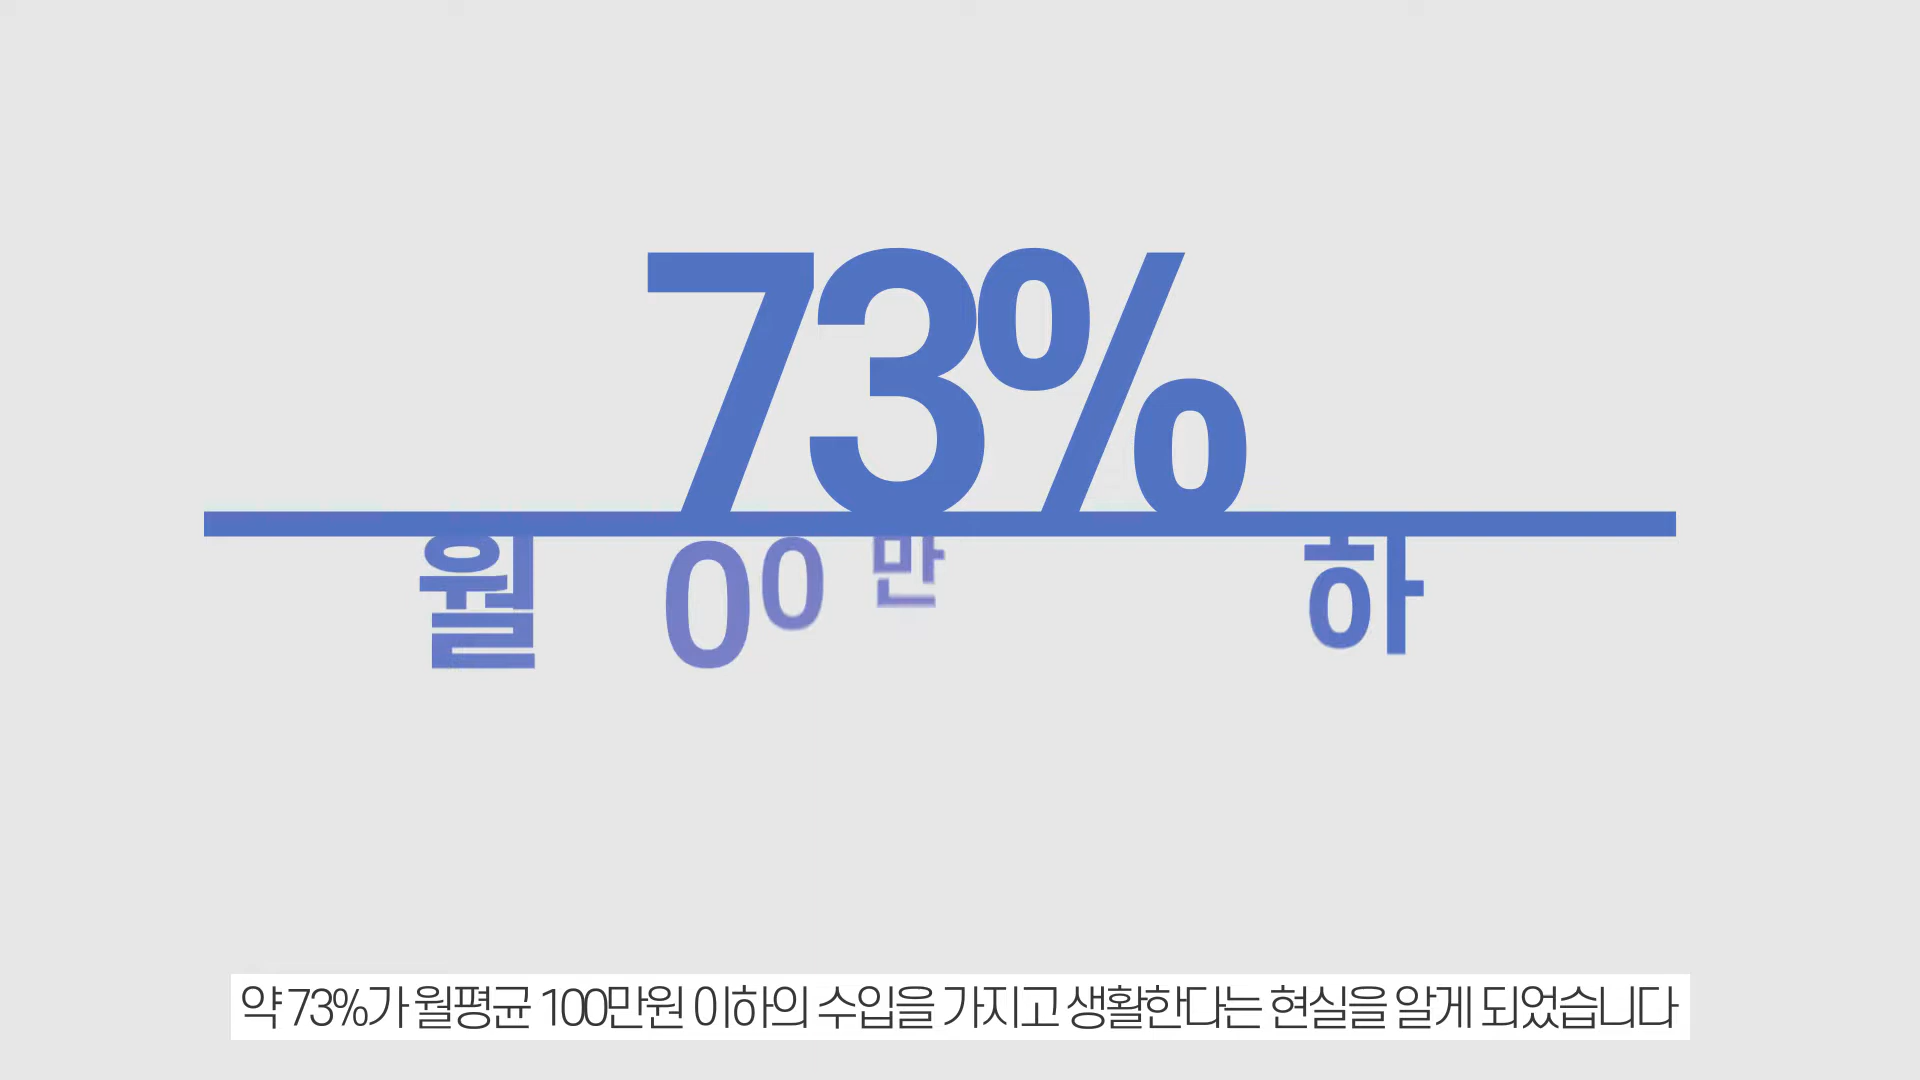 73%
월 00만 하
약 73%가 월평균 100만원 이하의 수입을 가지고 생활한다는 현실을 알게 되었습니다